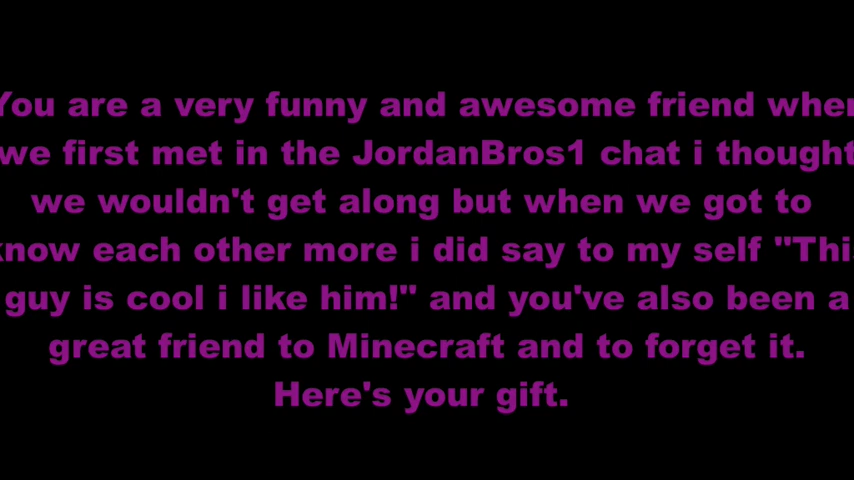 You are a very funny and awesome friend when
we first met in the JordanBros1 chat i thought
we wouldn't get along but when we got to
know each other more i did say to my self "This
guy is cool i like him!" and you've also been a
great friend to Minecraft and to forget it.
Here's your gift.